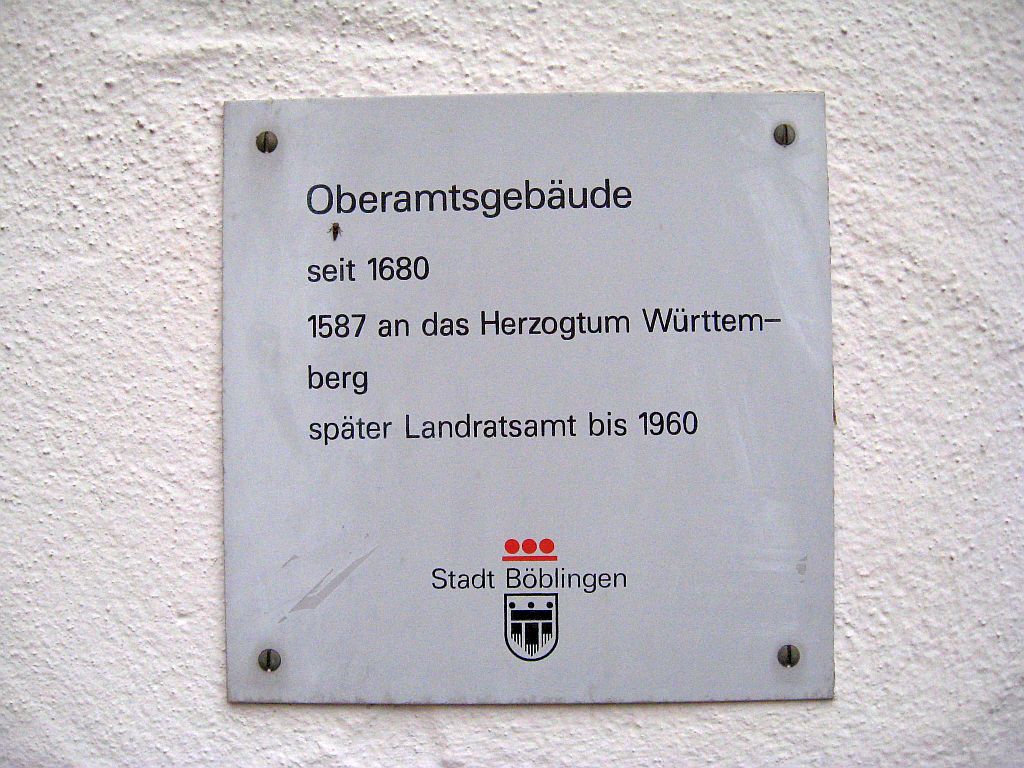 Oberamtsgebäude
seit 1680
1587 an das Herzogtum Württem–
berg
später Landratsamt bis 1960
Stadt Böblingen